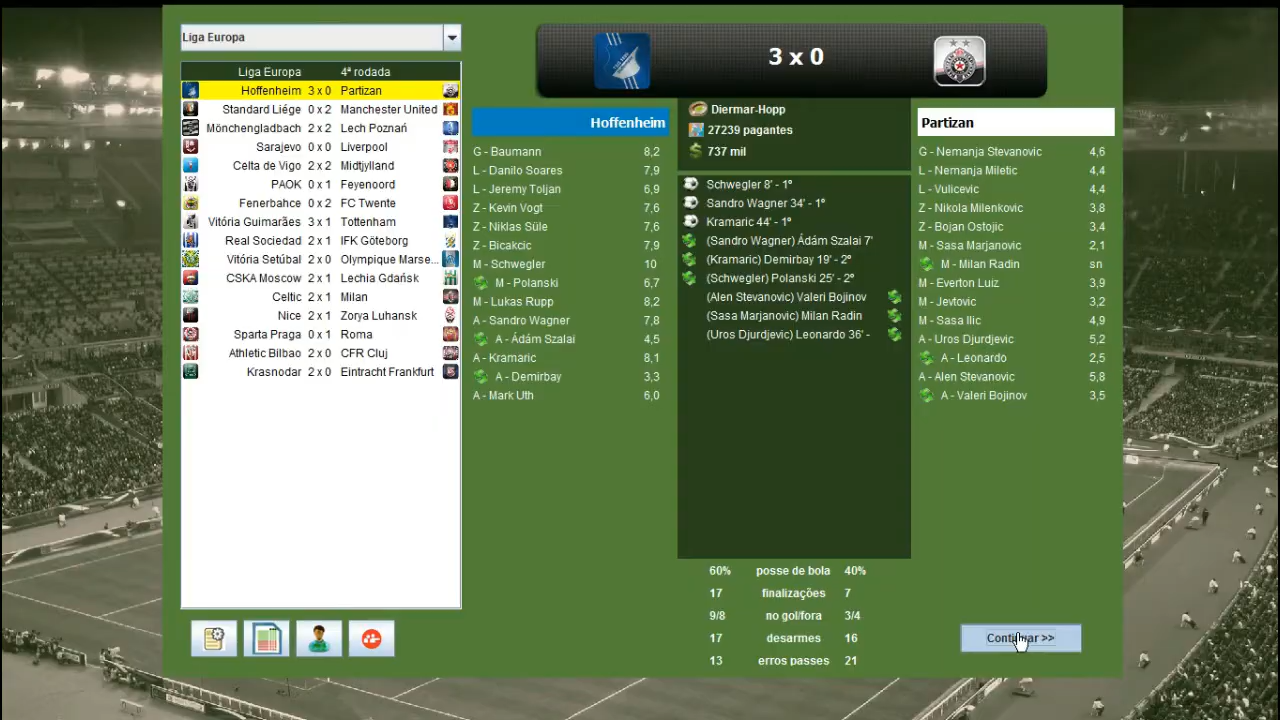 Liga Europa
3 x 0
Liga Europa 4ª rodada
Hoffenheim 3 x 0 Partizan
Standard Liége 0 x 2 Manchester United
Mönchengladbach 2 x 2 Lech Poznań
Sarajevo 0 x 0 Liverpool
Celta de Vigo 2 x 2 Midtjylland
PAOK 0 x 1 Feyenoord
Fenerbahce 0 x 2 FC Twente
Vitória Guimarães 3 x 1 Tottenham
Real Sociedad 2 x 1 IFK Göteborg
Vitória Setúbal 2 x 0 Olympique Marse...
CSKA Moscow 2 x 1 Lechia Gdańsk
Celtic 2 x 1 Milan
Nice 2 x 1 Zorya Luhansk
Sparta Praga 0 x 1 Roma
Athletic Bilbao 2 x 0 CFR Cluj
Krasnodar 2 x 0 Eintracht Frankfurt
Hoffenheim
G - Baumann 8,2
L - Danilo Soares 7,9
L - Jeremy Toljan 6,9
Z - Kevin Vogt 7,6
Z - Niklas Süle 7,6
Z - Bicakcic 7,9
M - Schwegler 10
M - Polanski 6,7
M - Lukas Rupp 8,2
A - Sandro Wagner 7,8
A - Ádám Szalai 4,5
A - Kramaric 8,1
A - Demirbay 3,3
A - Mark Uth 6,0
Diermar-Hopp
27239 pagantes
737 mil
Schwegler 8' - 1º
Sandro Wagner 34' - 1º
Kramaric 44' - 1º
(Sandro Wagner) Ádám Szalai 7'
(Kramaric) Demirbay 19' - 2º
(Schwegler) Polanski 25' - 2º
(Alen Stevanovic) Valeri Bojinov
(Sasa Marjanovic) Milan Radin
(Uros Djurdjevic) Leonardo 36' -
60% posse de bola 40%
17 finalizações 7
9/8 no gol/fora 3/4
17 desarmes 16
13 erros passes 21
Partizan
G - Nemanja Stevanovic 4,6
L - Nemanja Miletic 4,4
L - Vulicevic 4,4
Z - Nikola Milenkovic 3,8
Z - Bojan Ostojic 3,4
M - Sasa Marjanovic 2,1
M - Milan Radin sn
M - Everton Luiz 3,9
M - Jevtovic 3,2
M - Sasa Ilic 4,9
A - Uros Djurdjevic 5,2
A - Leonardo 2,5
A - Alen Stevanovic 5,8
A - Valeri Bojinov 3,5
Continuar >>